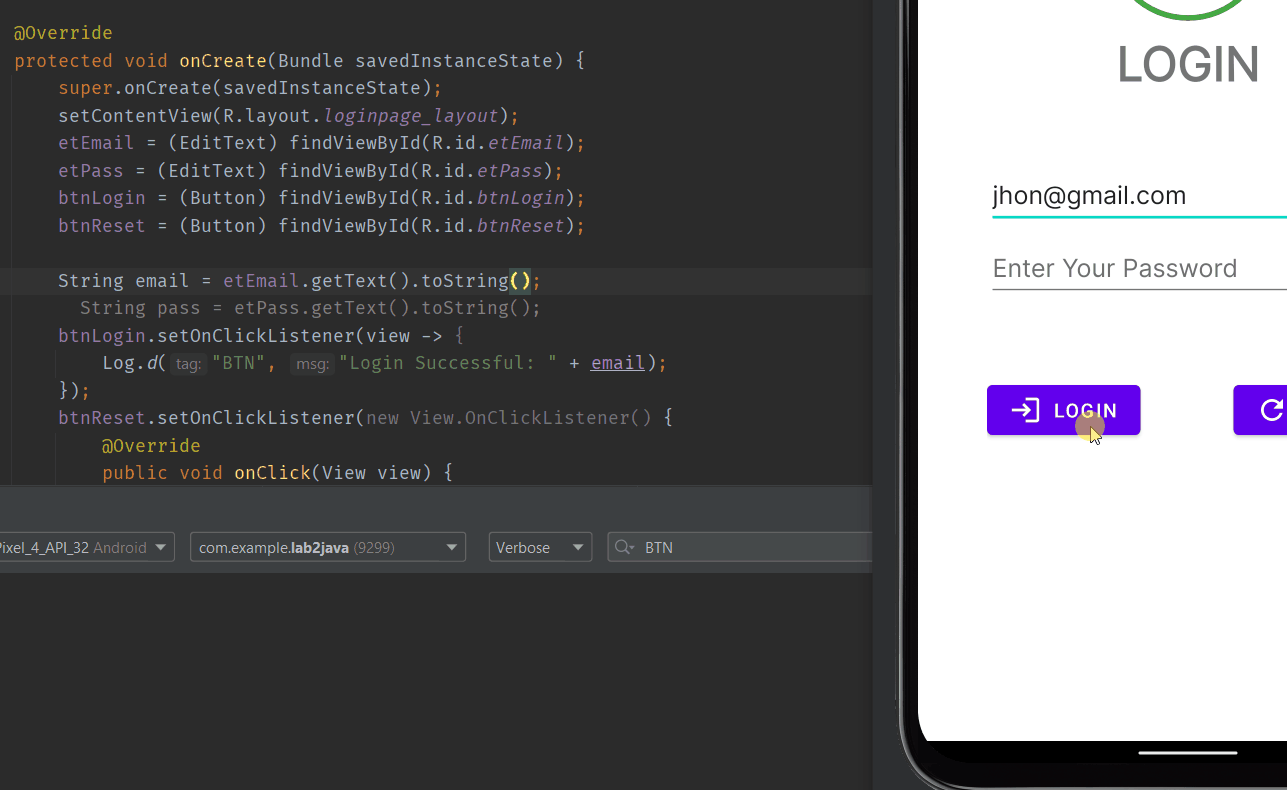 @Override
protected void onCreate(Bundle savedInstanceState) {
super.onCreate(savedInstanceState);
setContentView(R.layout.loginpage_layout);
etEmail = (EditText) findViewById(R.id.etEmail);
etPass = (EditText) findViewById(R.id.etPass);
btnLogin = (Button) findViewById(R.id.btnLogin);
btnReset = (Button) findViewById(R.id.btnReset);
String email = etEmail.getText().toString();
String pass = etPass.getText().toString();
btnLogin.setOnClickListener(view -> {
Log.d( tag: "BTN", msg: "Login Successful: " + email);
});
btnReset.setOnClickListener(new View.OnClickListener() {
@Override
public void onClick(View view) {
Pixel_4_API_32 Android com.example.lab2java (9299) Verbose BTN
LOGIN
jhon@gmail.com
Enter Your Password
LOGIN